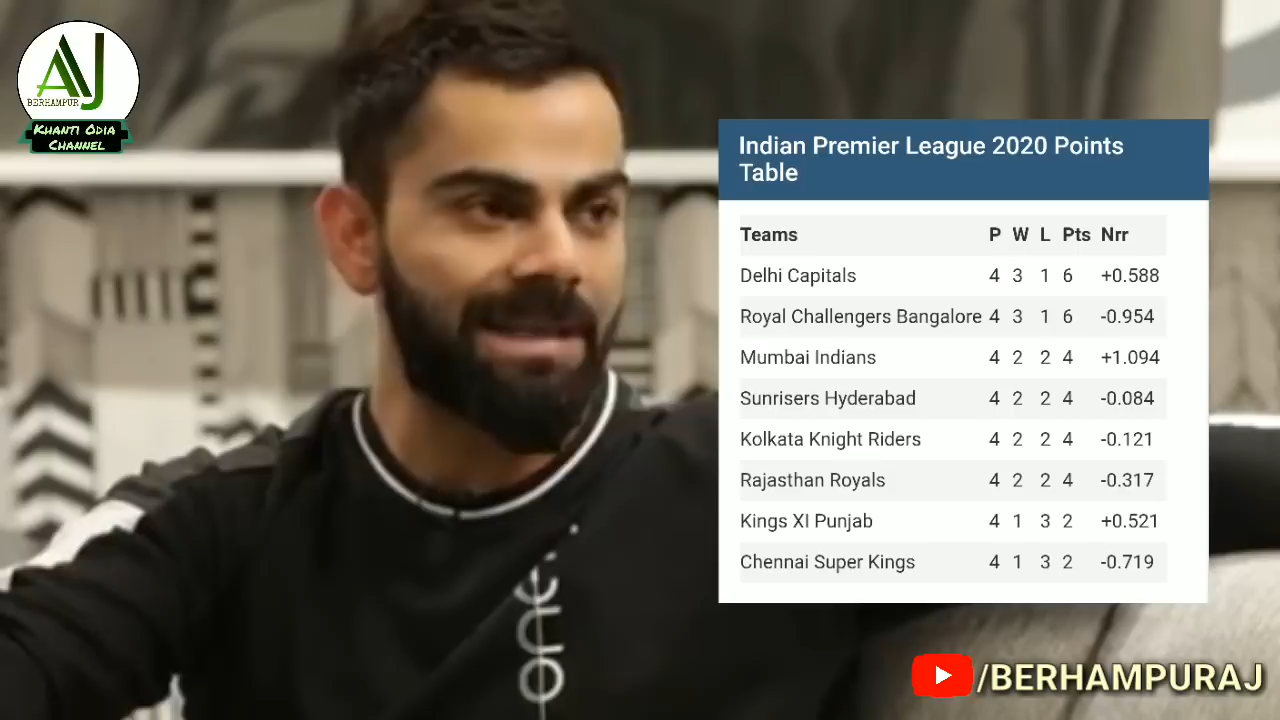 AJ
BERHAMPUR
KHANTI ODIA
CHANNEL
Indian Premier League 2020 Points
Table
Teams P W L Pts Nrr
Delhi Capitals 4 3 1 6 +0.588
Royal Challengers Bangalore 4 3 1 6 -0.954
Mumbai Indians 4 2 2 4 +1.094
Sunrisers Hyderabad 4 2 2 4 -0.084
Kolkata Knight Riders 4 2 2 4 -0.121
Rajasthan Royals 4 2 2 4 -0.317
Kings XI Punjab 4 1 3 2 +0.521
Chennai Super Kings 4 1 3 2 -0.719
one
/BERHAMPURAJ